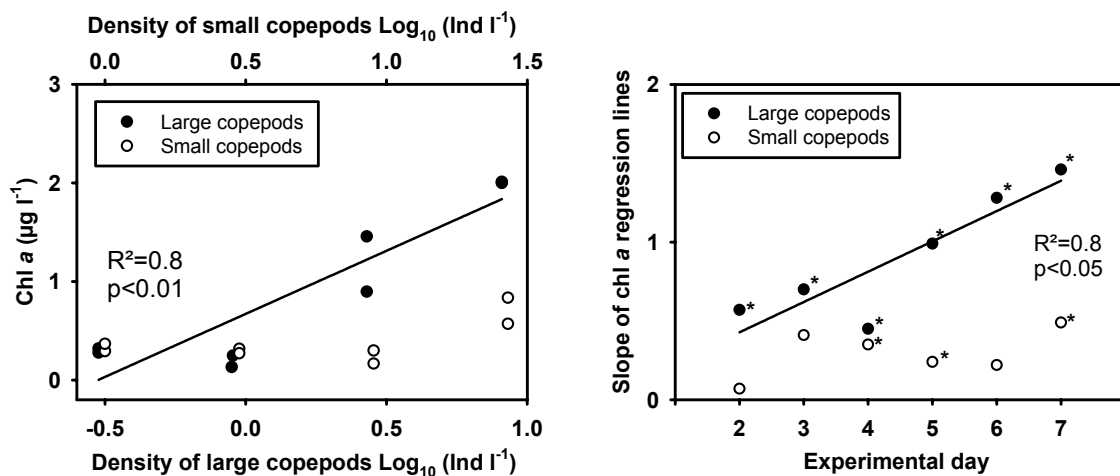 Density of small copepods Log₁₀ (Ind l⁻¹)
0.0 0.5 1.0 1.5
3
2
1
0
Chl a (µg l⁻¹)
Large copepods
Small copepods
R²=0.8
p<0.01
-0.5 0.0 0.5 1.0
Density of large copepods Log₁₀ (Ind l⁻¹)
2
1
0
Slope of chl a regression lines
Large copepods
Small copepods
* * * * * * * * *
R²=0.8
p<0.05
2 3 4 5 6 7
Experimental day